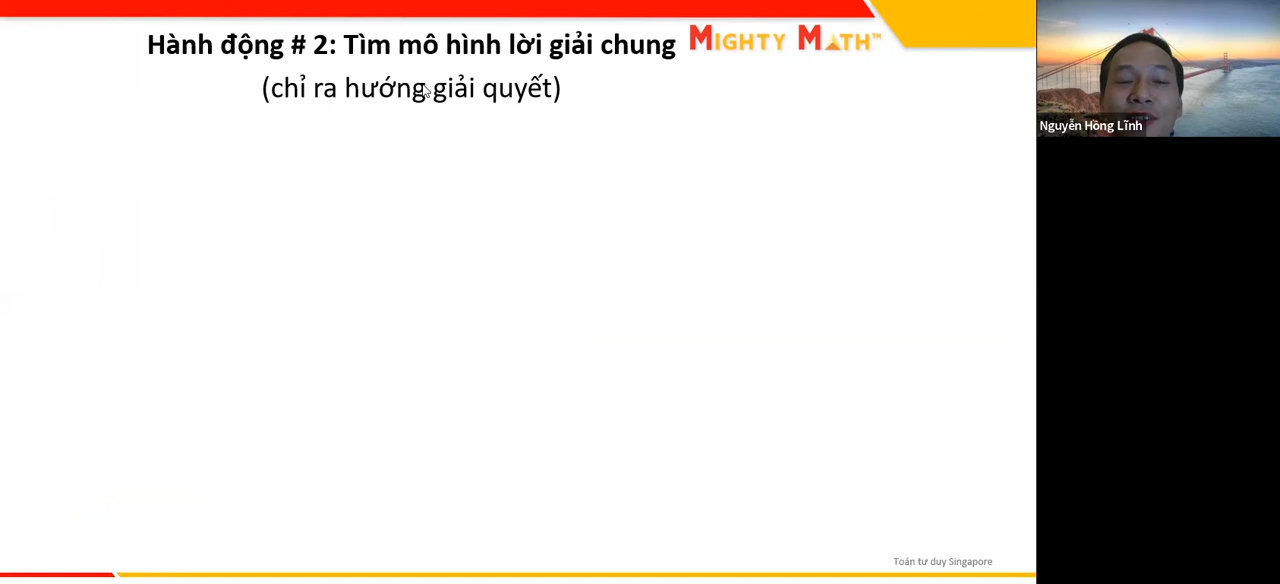 Hành động # 2: Tìm mô hình lời giải chung
MIGHTY MATH™
(chỉ ra hướng giải quyết)
Nguyễn Hồng Lĩnh
Toán tư duy Singapore